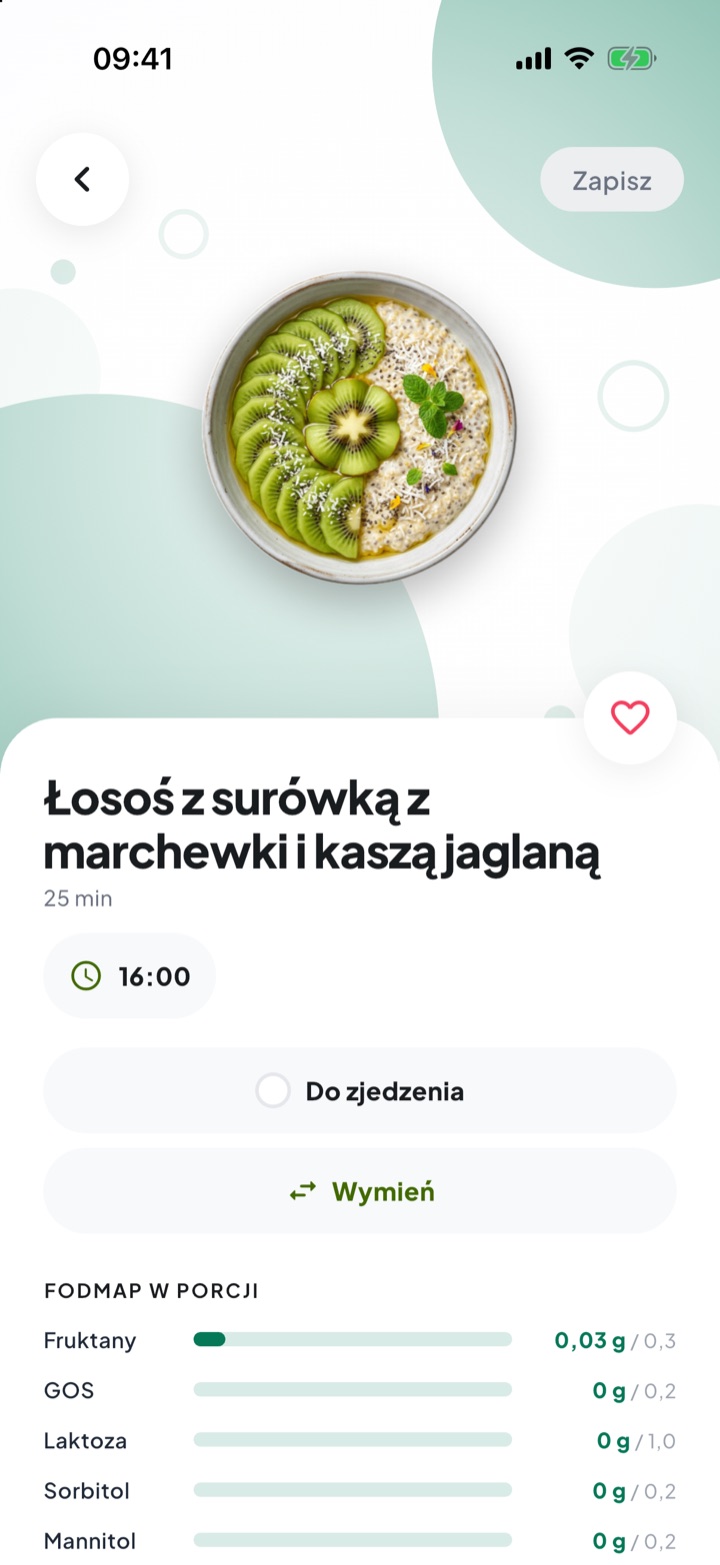 09:41
Zapisz
Łosoś z surówką z
marchewki i kaszą jaglaną
25 min
16:00
Do zjedzenia
Wymień
FODMAP W PORCJI
Fruktany 0,03 g / 0,3
GOS 0 g / 0,2
Laktoza 0 g / 1,0
Sorbitol 0 g / 0,2
Mannitol 0 g / 0,2